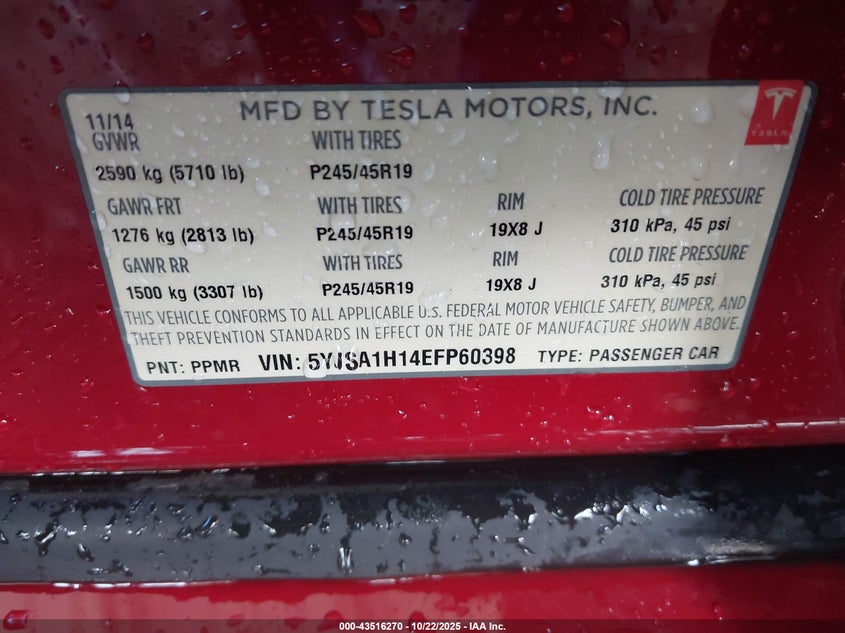 11/14 MFD BY TESLA MOTORS, INC.
TESLA
GVWR WITH TIRES
2590 kg (5710 lb) P245/45R19
GAWR FRT WITH TIRES RIM COLD TIRE PRESSURE
1276 kg (2813 lb) P245/45R19 19X8 J 310 kPa, 45 psi
GAWR RR WITH TIRES RIM COLD TIRE PRESSURE
1500 kg (3307 lb) P245/45R19 19X8 J 310 kPa, 45 psi
THIS VEHICLE CONFORMS TO ALL APPLICABLE U.S. FEDERAL MOTOR VEHICLE SAFETY, BUMPER, AND
THEFT PREVENTION STANDARDS IN EFFECT ON THE DATE OF MANUFACTURE SHOWN ABOVE.
PNT: PPMR VIN: 5YJSA1H14EFP60398 TYPE: PASSENGER CAR
000-43516270 - 10/22/2025 - IAA Inc.